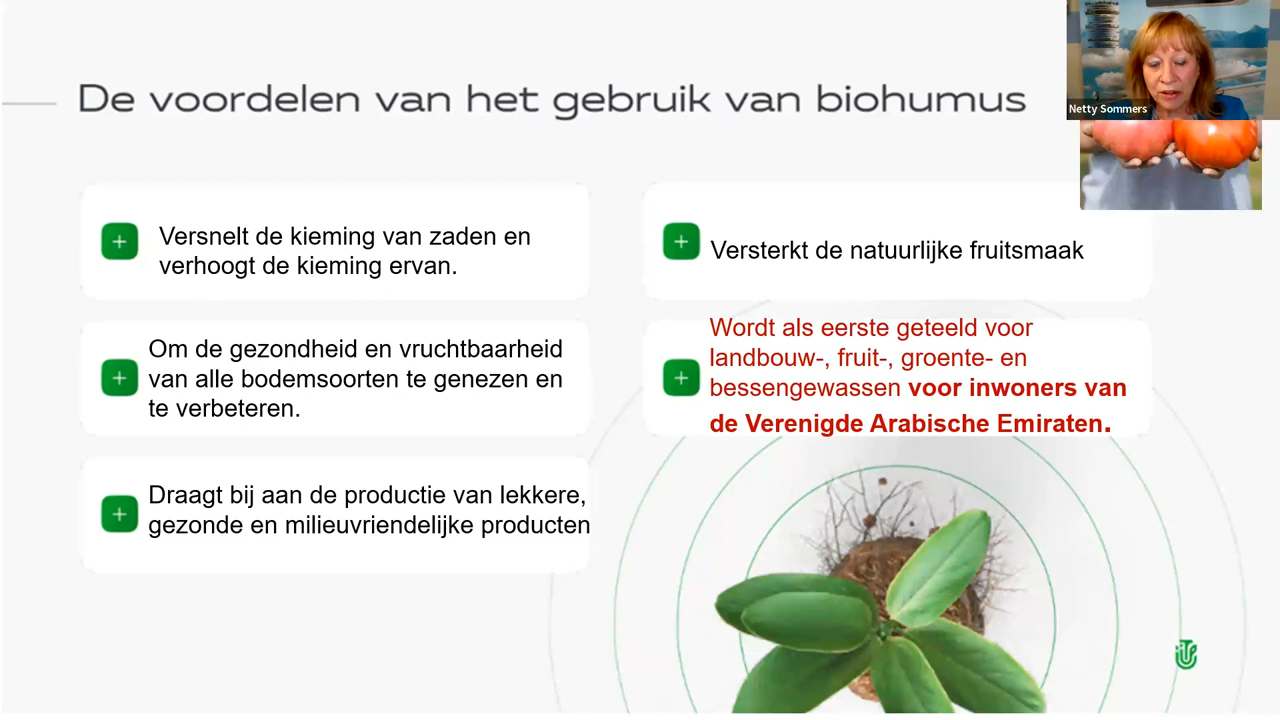 De voordelen van het gebruik van biohumus
Netty Sommers
Versnelt de kieming van zaden en
verhoogt de kieming ervan.
Om de gezondheid en vruchtbaarheid
van alle bodemsoorten te genezen en
te verbeteren.
Draagt bij aan de productie van lekkere,
gezonde en milieuvriendelijke producten
Versterkt de natuurlijke fruitsmaak
Wordt als eerste geteeld voor
landbouw-, fruit-, groente- en
bessengewassen voor inwoners van
de Verenigde Arabische Emiraten.